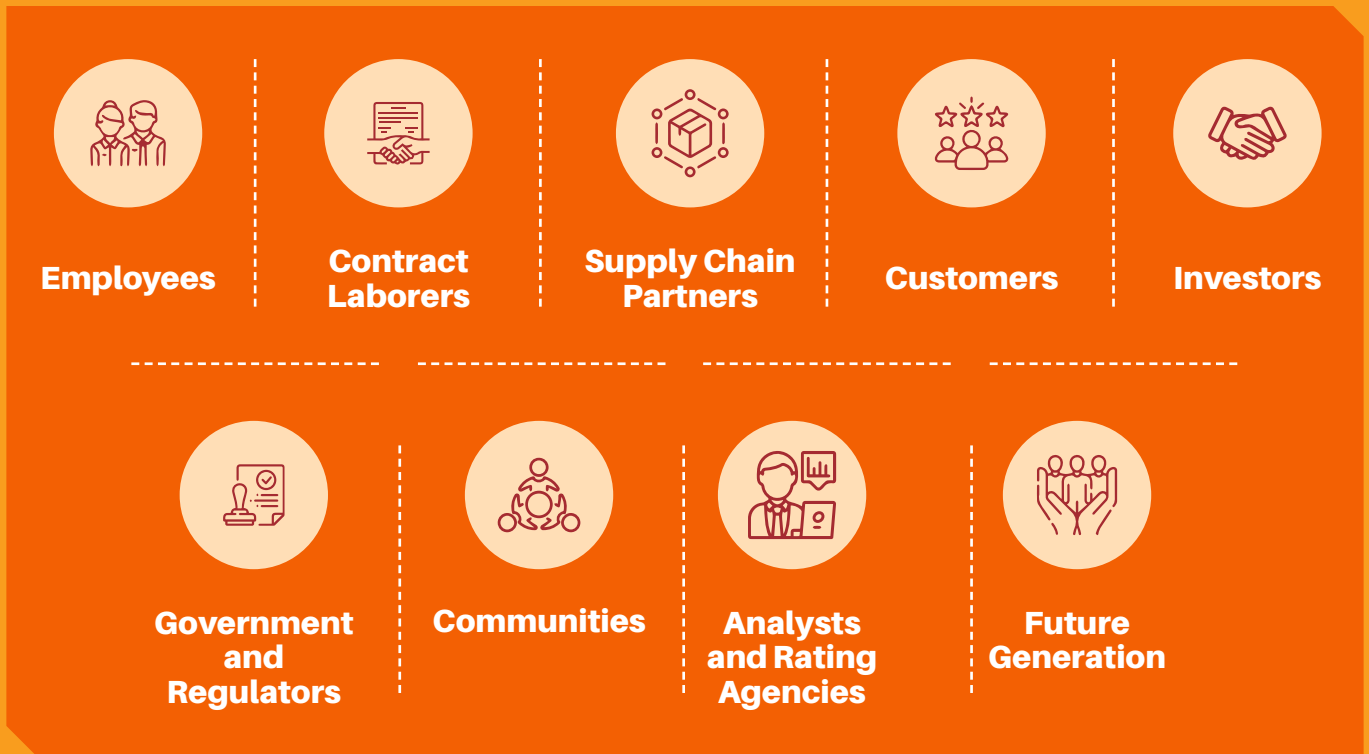 Employees
Contract
Laborers
Supply Chain
Partners
Customers
Investors
Government
and
Regulators
Communities
Analysts
and Rating
Agencies
Future
Generation